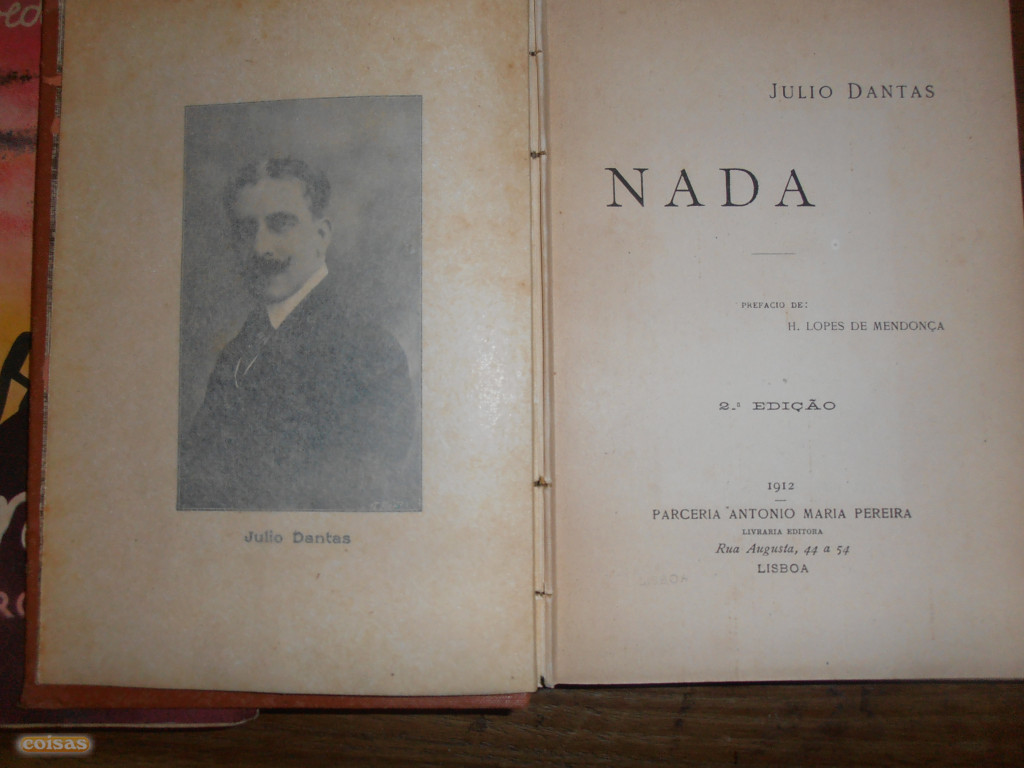 Julio Dantas
JULIO DANTAS
NADA
PREFACIO DE:
H. LOPES DE MENDONÇA
2.ª EDIÇÃO
1912
PARCERIA ANTONIO MARIA PEREIRA
LIVRARIA EDITORA
Rua Augusta, 44 a 54
LISBOA
coisas